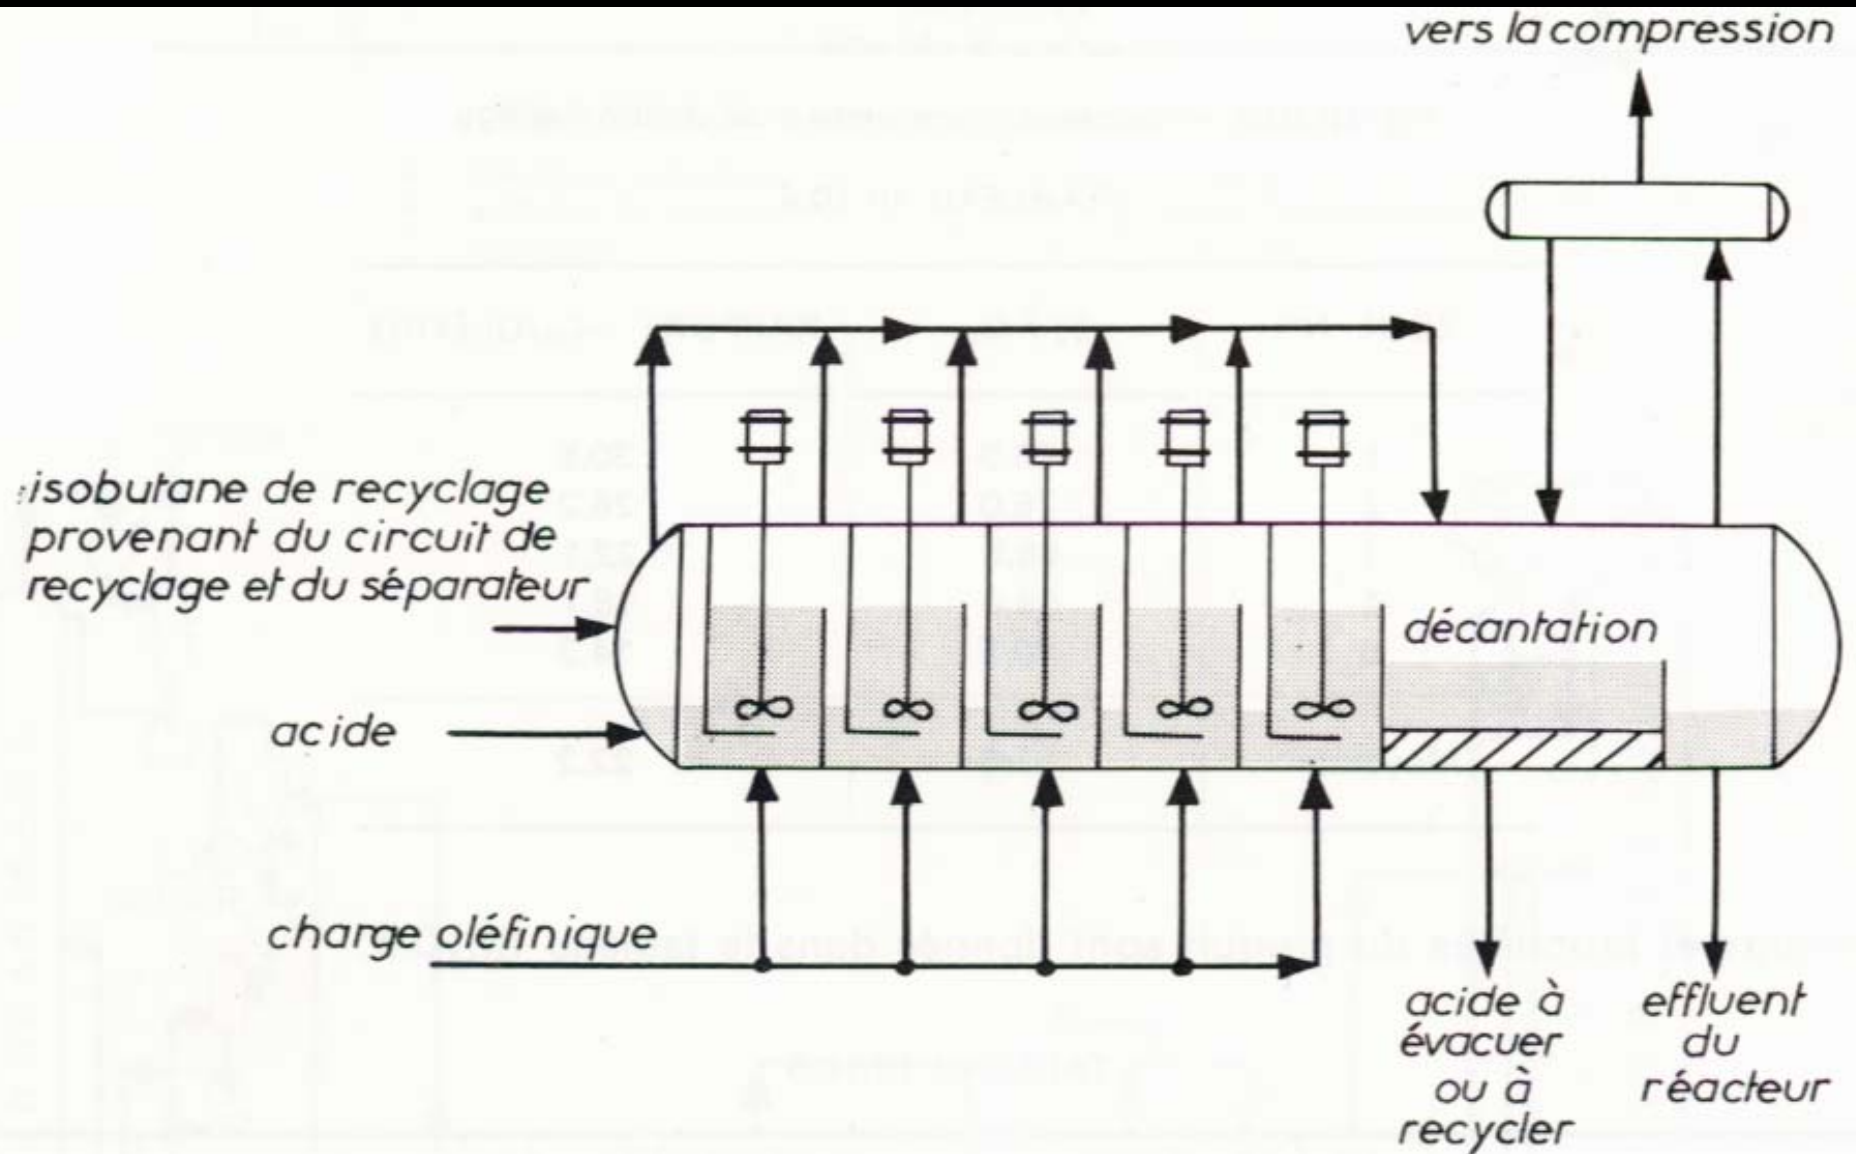 vers la compression
isobutane de recyclage
provenant du circuit de
recyclage et du séparateur
décantation
acide
charge oléfinique
acide à
évacuer
ou à
recycler
effluent
du
réacteur